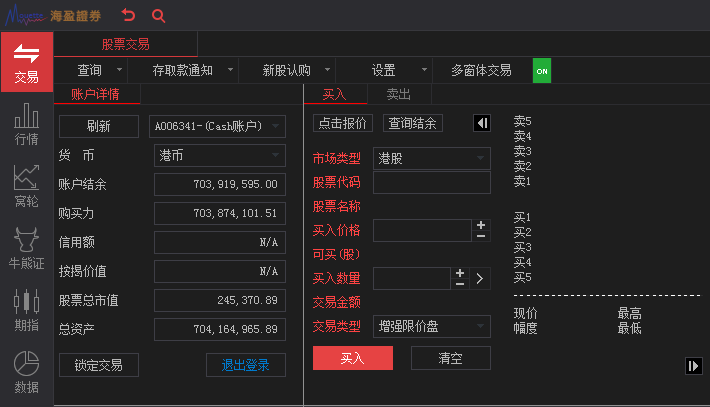 海盈證券
股票交易
查询 存取款通知 新股认购 设置 多窗体交易 ON
交易
行情
窝轮
牛熊证
期指
数据
账户详情
刷新 A006341-(Cash账户)
货 币 港币
账户结余 703,919,595.00
购买力 703,874,101.51
信用额 N/A
按揭价值 N/A
股票总市值 245,370.89
总资产 704,164,965.89
锁定交易 退出登录
买入 卖出
点击报价 查询结余
市场类型 港股
股票代码
股票名称
买入价格
可买(股)
买入数量
交易金额
交易类型 增强限价盘
买入 清空
卖5
卖4
卖3
卖2
卖1
买1
买2
买3
买4
买5
现价 最高
幅度 最低